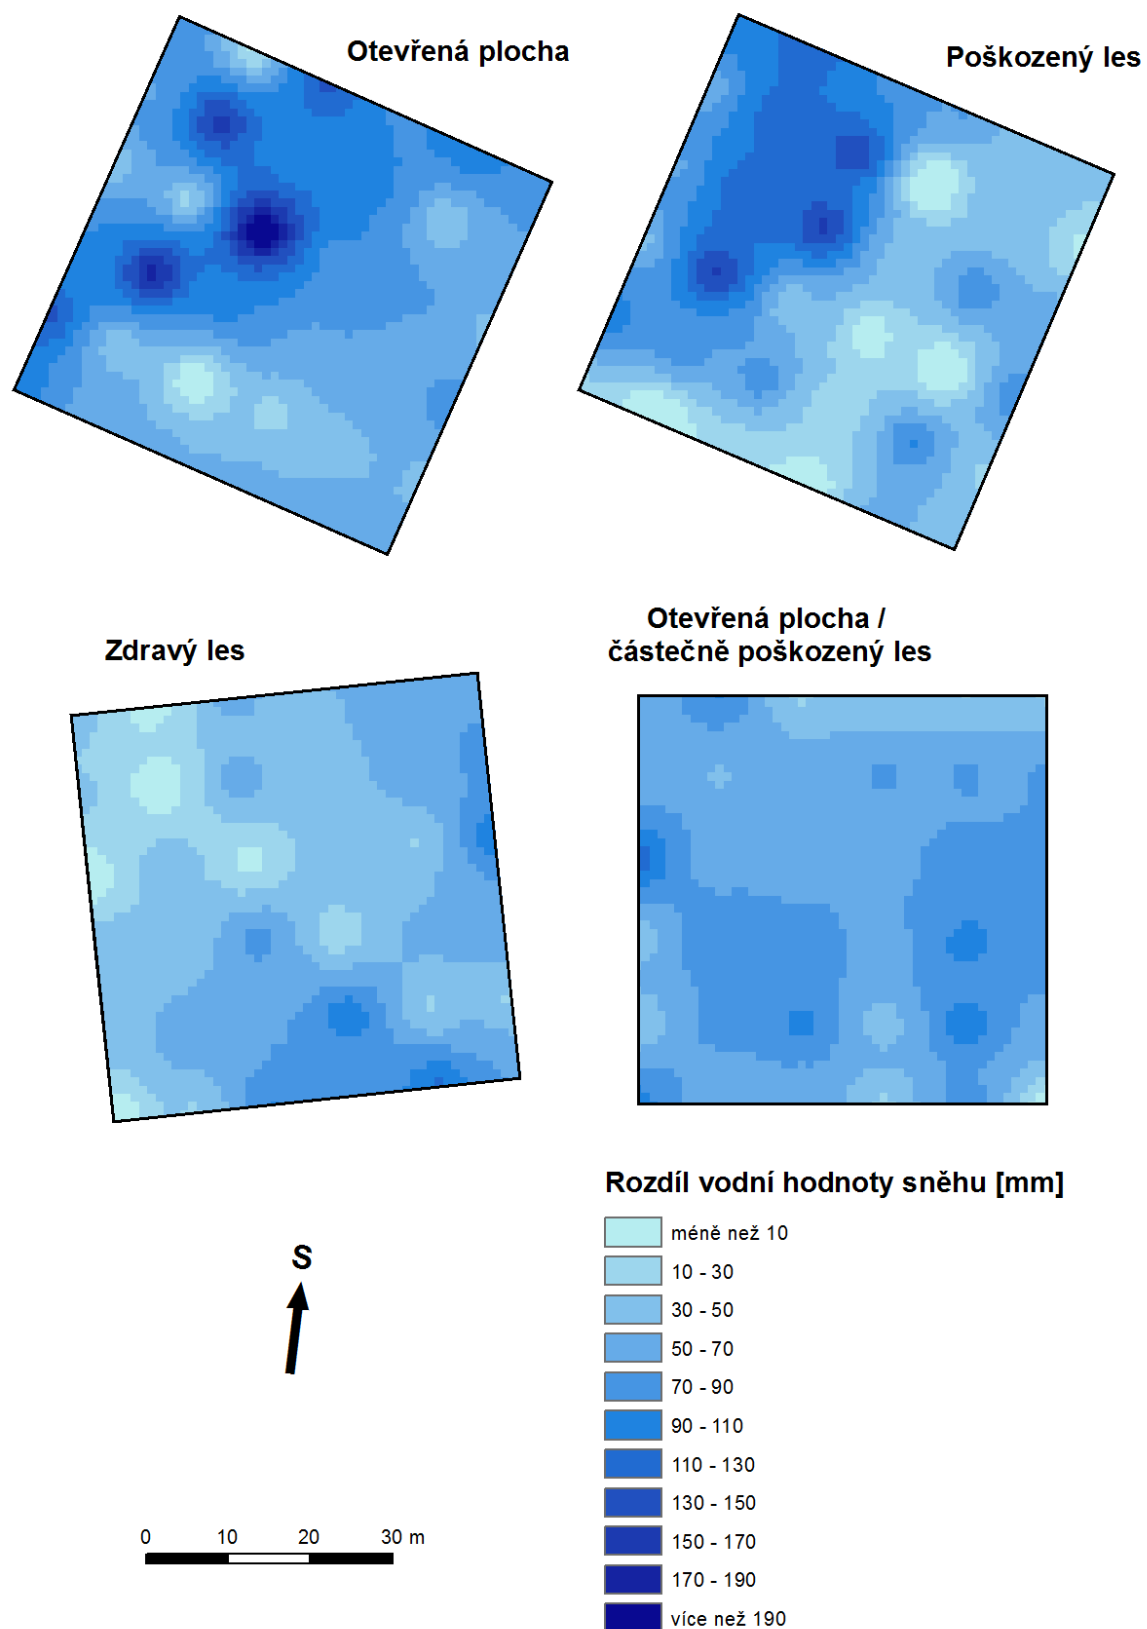 Otevřená plocha
Poškozený les
Zdravý les
Otevřená plocha /
částečně poškozený les
Rozdíl vodní hodnoty sněhu [mm]
méně než 10
10 - 30
30 - 50
50 - 70
70 - 90
90 - 110
110 - 130
130 - 150
150 - 170
170 - 190
více než 190
S
0 10 20 30 m